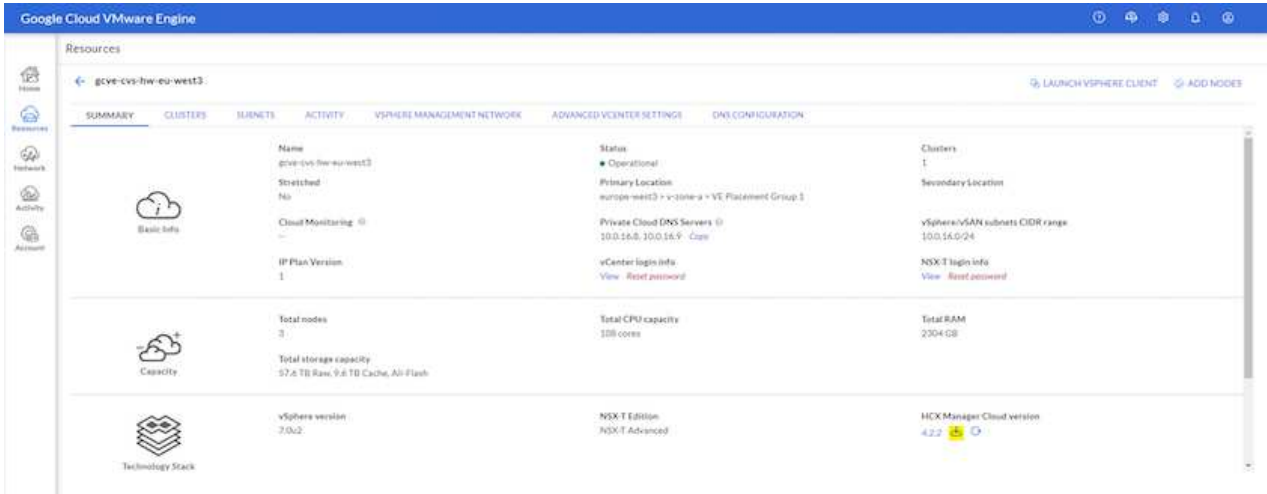 Google Cloud VMware Engine
Resources
Home
Resources
Network
Activity
Account
gcve-cvs-hw-eu-west3
LAUNCH VSPHERE CLIENT
ADD NODES
SUMMARY CLUSTERS SUBNETS ACTIVITY VSPHERE MANAGEMENT NETWORK ADVANCED VCENTER SETTINGS DNS CONFIGURATION
Basic Info
Name
gcve-cvs-hw-eu-west3
Status
Operational
Clusters
1
Stretched
No
Primary Location
europe-west3 > v-zone-a > VE Placement Group 1
Secondary Location
Cloud Monitoring
--
Private Cloud DNS Servers
10.0.16.8, 10.0.16.9 Copy
vSphere/vSAN subnets CIDR range
10.0.16.0/24
IP Plan Version
1
vCenter login info
View Reset password
NSX-T login info
View Reset password
Capacity
Total nodes
3
Total CPU capacity
108 cores
Total RAM
2304 GB
Total storage capacity
57.6 TB Raw, 9.6 TB Cache, All-Flash
Technology Stack
vSphere version
7.0u2
NSX-T Edition
NSX-T Advanced
HCX Manager Cloud version
4.2.2